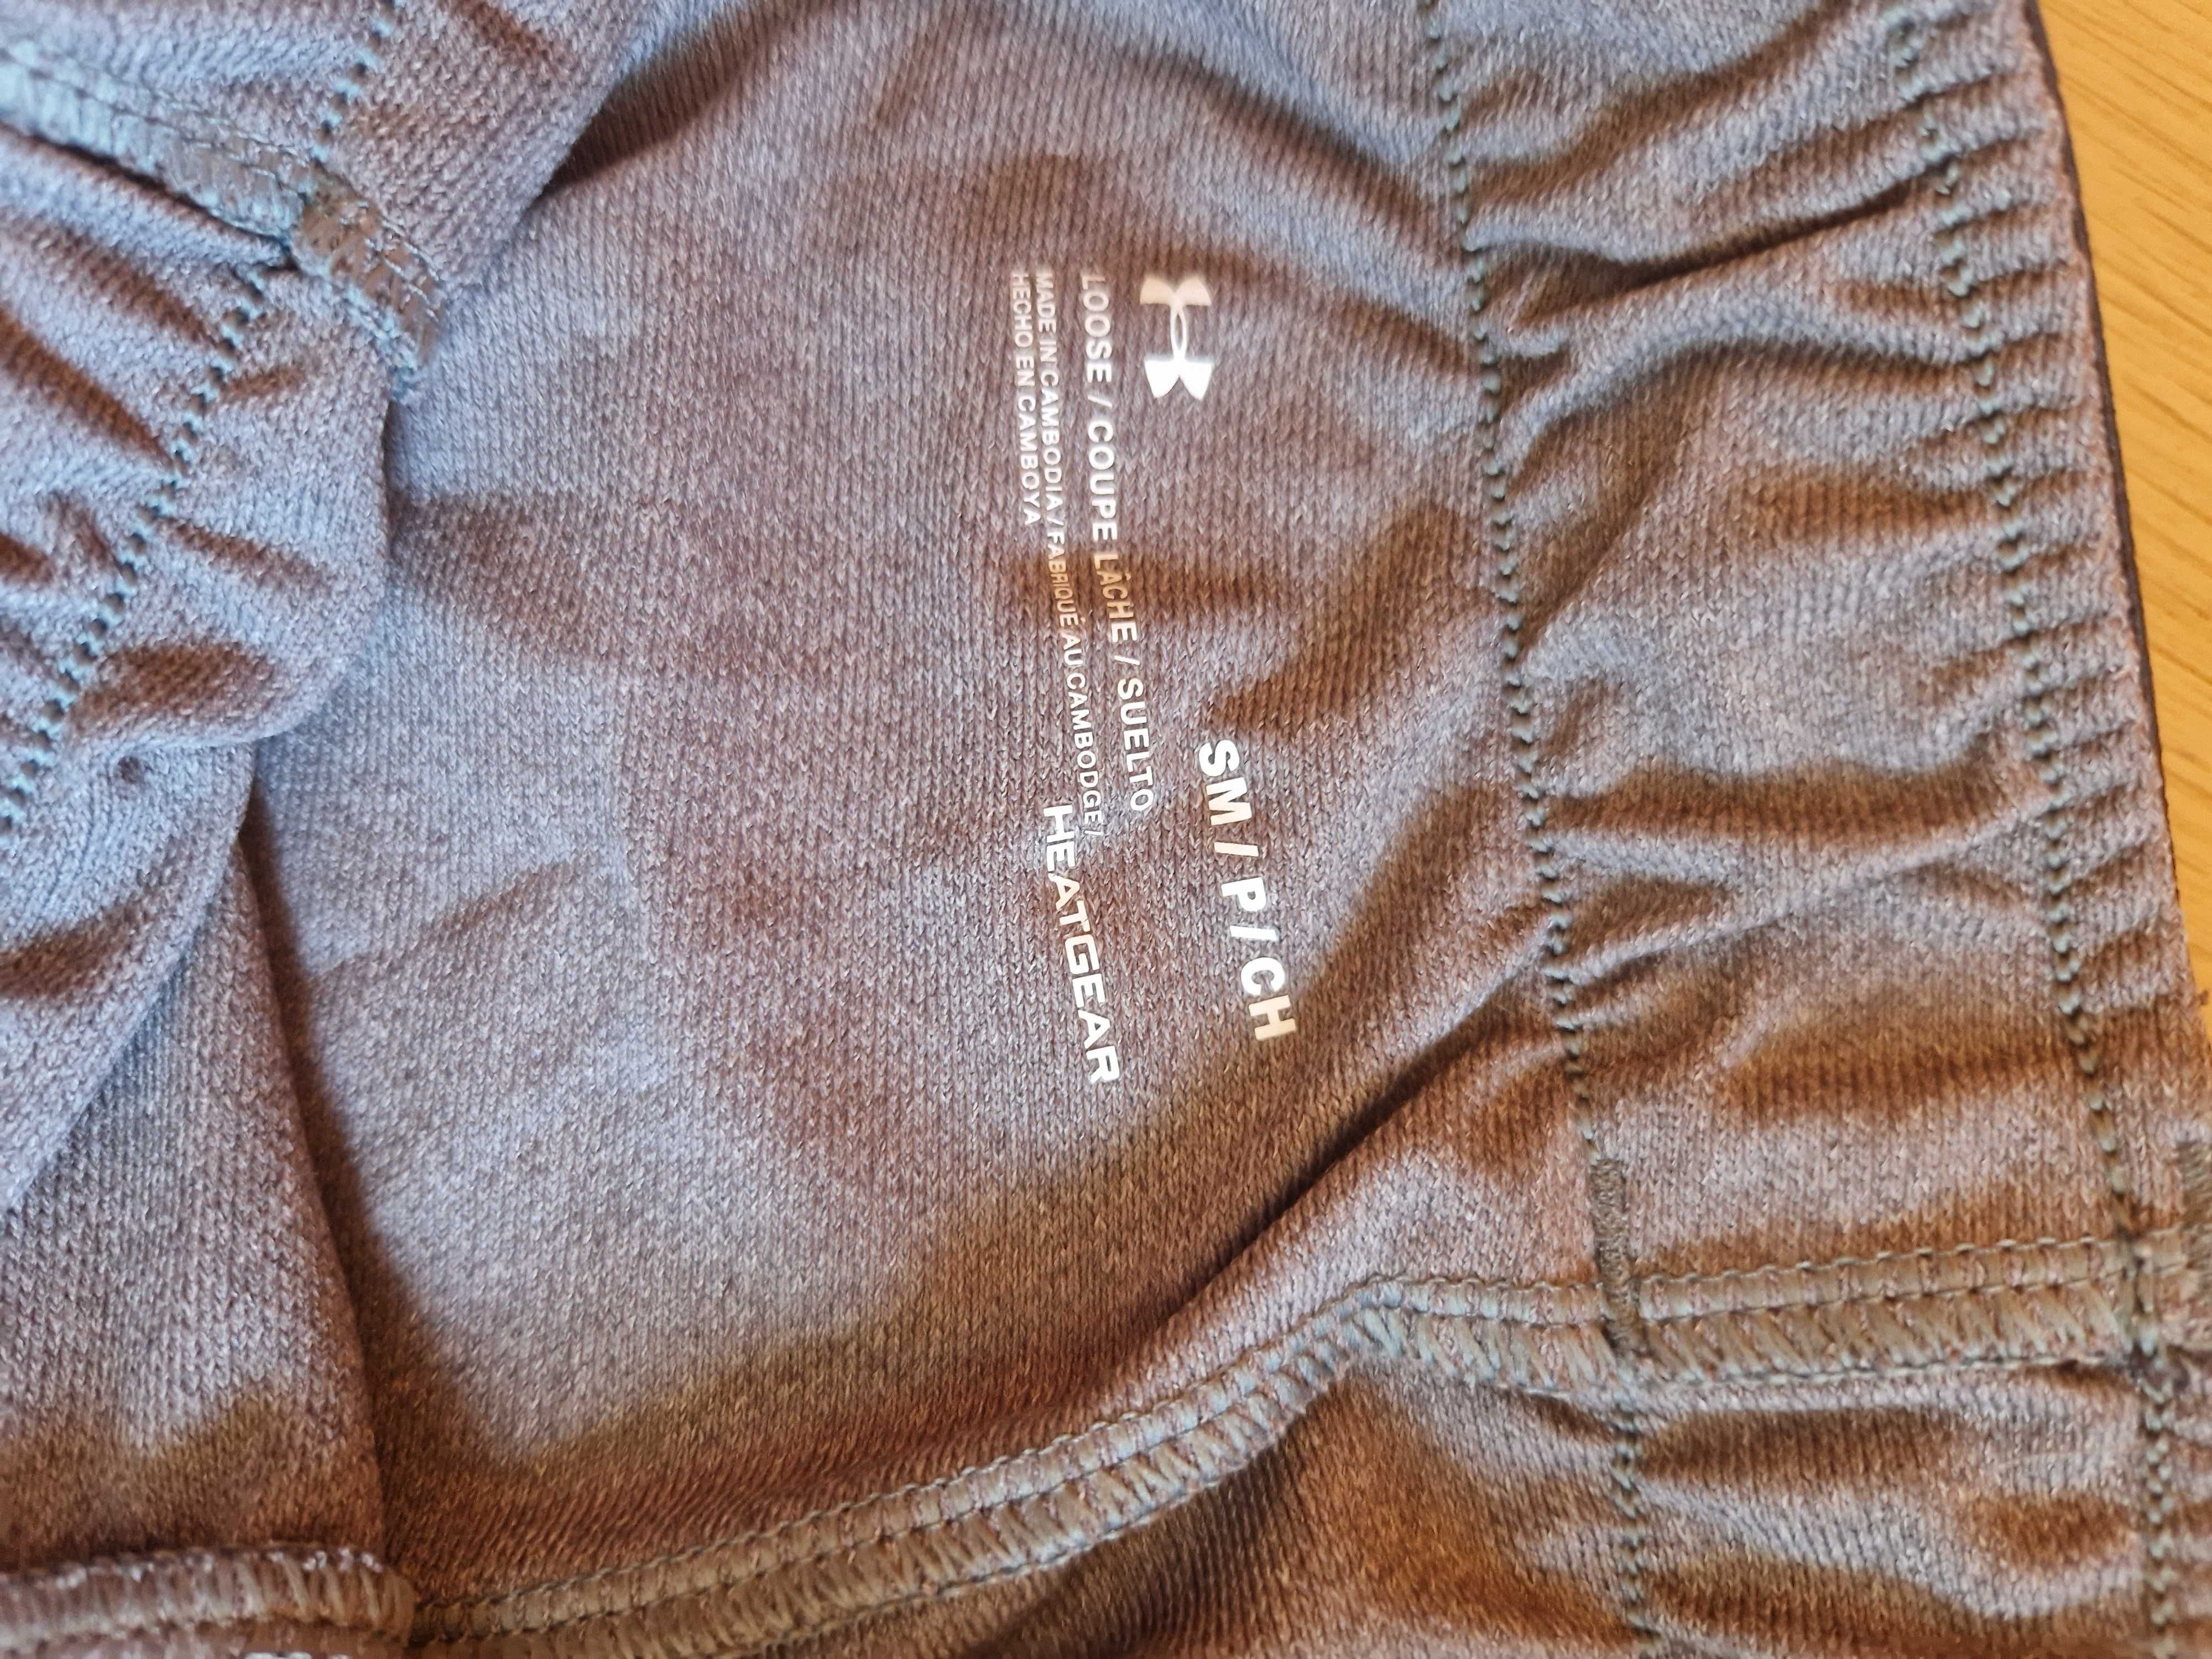 SM / P / CH
LOOSE / COUPE LÂCHE / SUELTO
MADE IN CAMBODIA / FABRIQUÉ AU CAMBODGE /
HECHO EN CAMBOYA
HEATGEAR